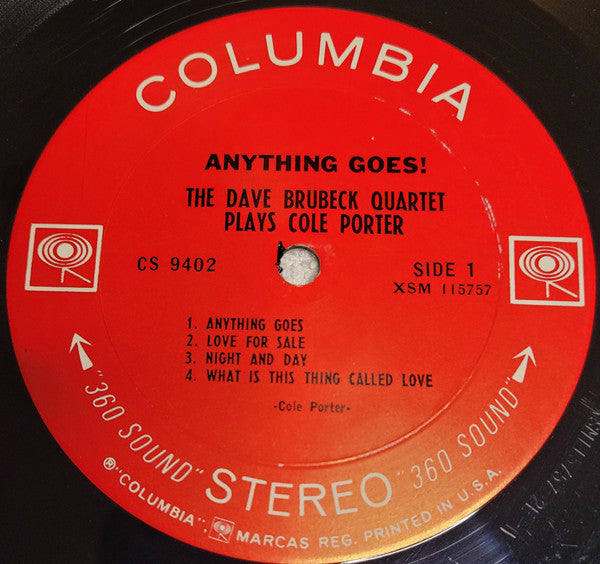 COLUMBIA
ANYTHING GOES!
THE DAVE BRUBECK QUARTET
PLAYS COLE PORTER
CS 9402
SIDE 1
XSM 115757
1. ANYTHING GOES
2. LOVE FOR SALE
3. NIGHT AND DAY
4. WHAT IS THIS THING CALLED LOVE
-Cole Porter-
"360 SOUND" STEREO "360 SOUND"
® "COLUMBIA", MARCAS REG. PRINTED IN U.S.A.